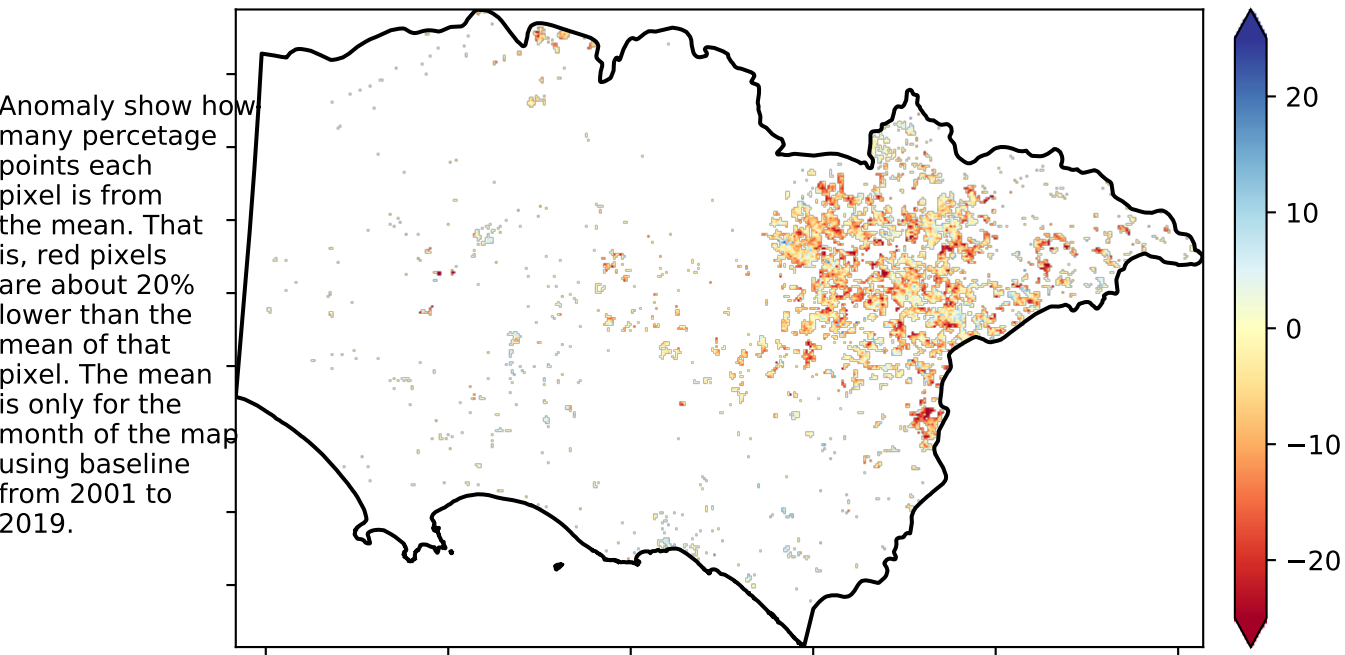 Anomaly show how
many percetage
points each
pixel is from
the mean. That
is, red pixels
are about 20%
lower than the
mean of that
pixel. The mean
is only for the
month of the map
using baseline
from 2001 to
2019.
20
10
0
−10
−20